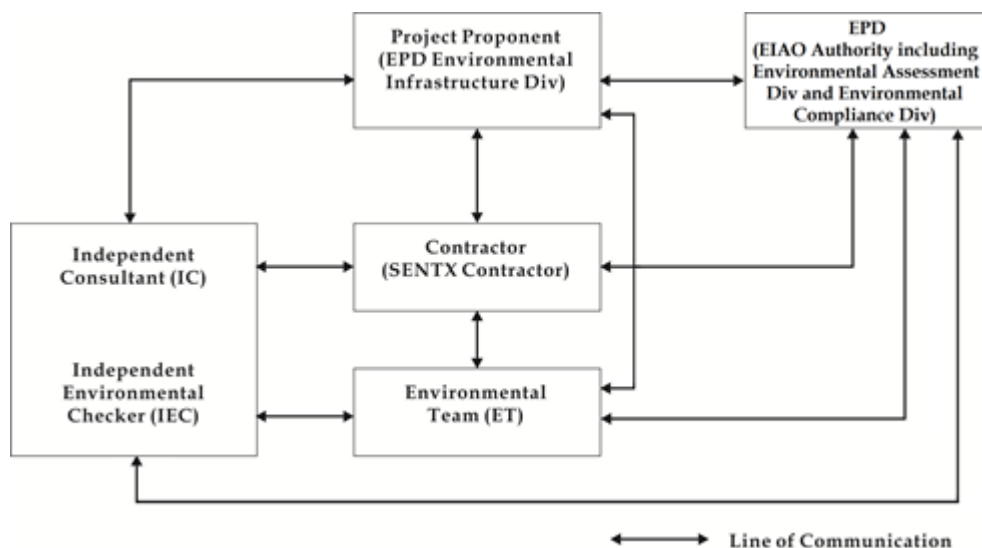 Project Proponent
(EPD Environmental
Infrastructure Div)
EPD
(EIAO Authority including
Environmental Assessment
Div and Environmental
Compliance Div)
Independent
Consultant (IC)
Contractor
(SENTX Contractor)
Independent
Environmental
Checker (IEC)
Environmental
Team (ET)
Line of Communication